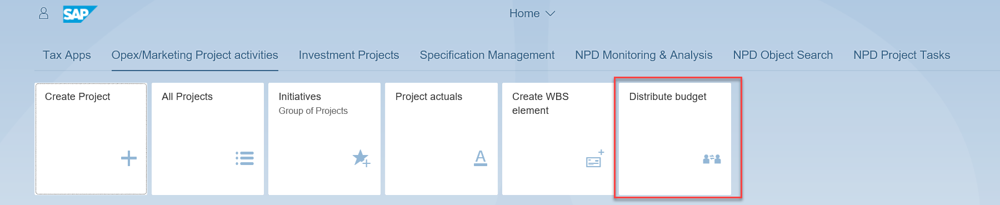 SAP
Home
Tax Apps Opex/Marketing Project activities Investment Projects Specification Management NPD Monitoring & Analysis NPD Object Search NPD Project Tasks
Create Project
All Projects
Initiatives
Group of Projects
Project actuals
A
Create WBS
element
Distribute budget